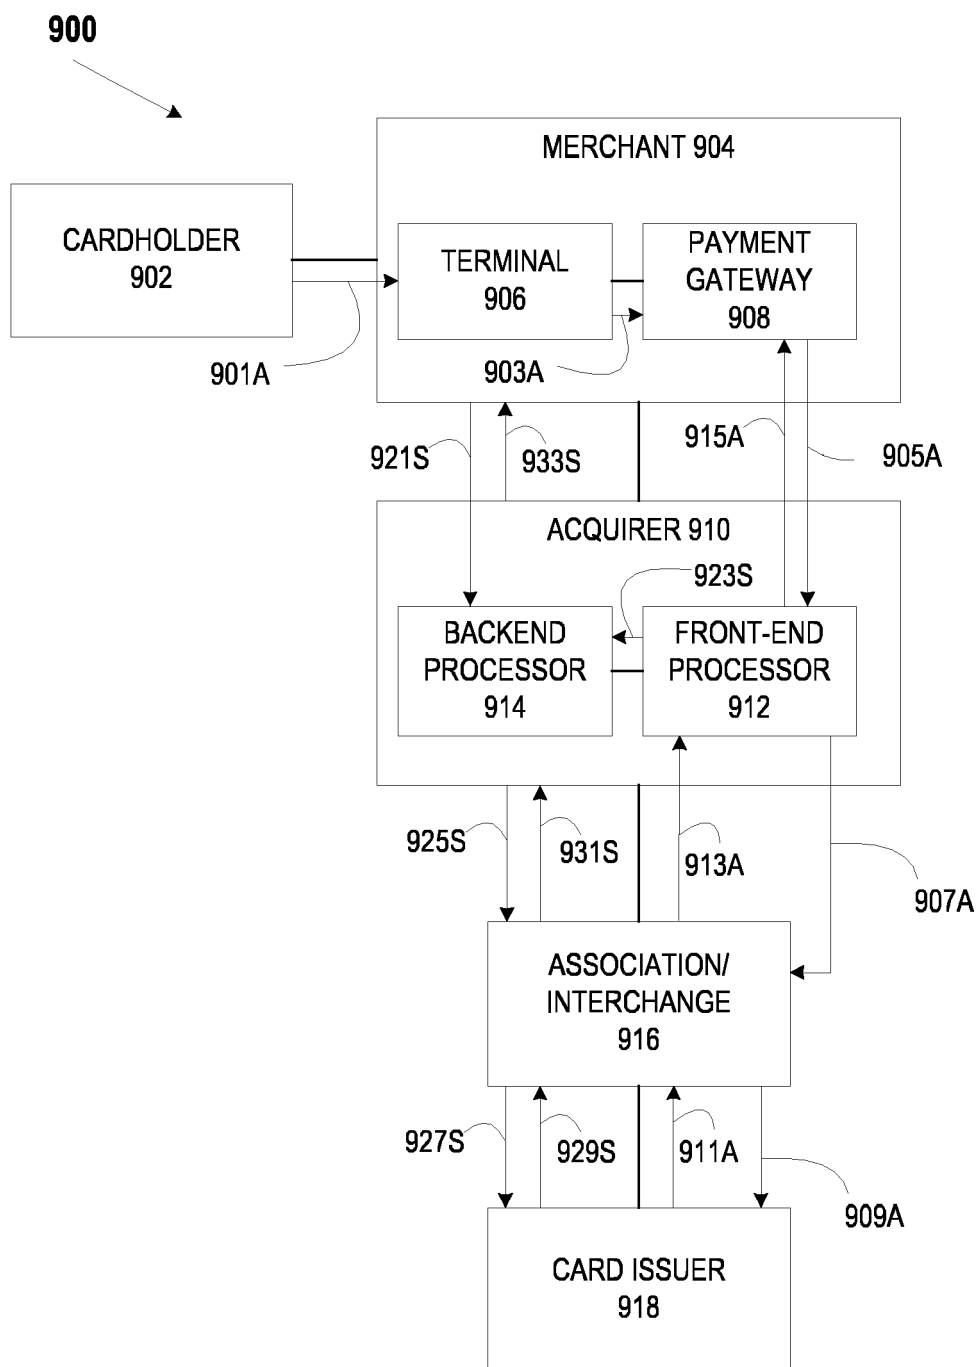 900
MERCHANT 904
CARDHOLDER
902
TERMINAL
906
PAYMENT
GATEWAY
908
901A
903A
921S
933S
915A
905A
ACQUIRER 910
923S
BACKEND
PROCESSOR
914
FRONT-END
PROCESSOR
912
925S
931S
913A
907A
ASSOCIATION/
INTERCHANGE
916
927S
929S
911A
909A
CARD ISSUER
918